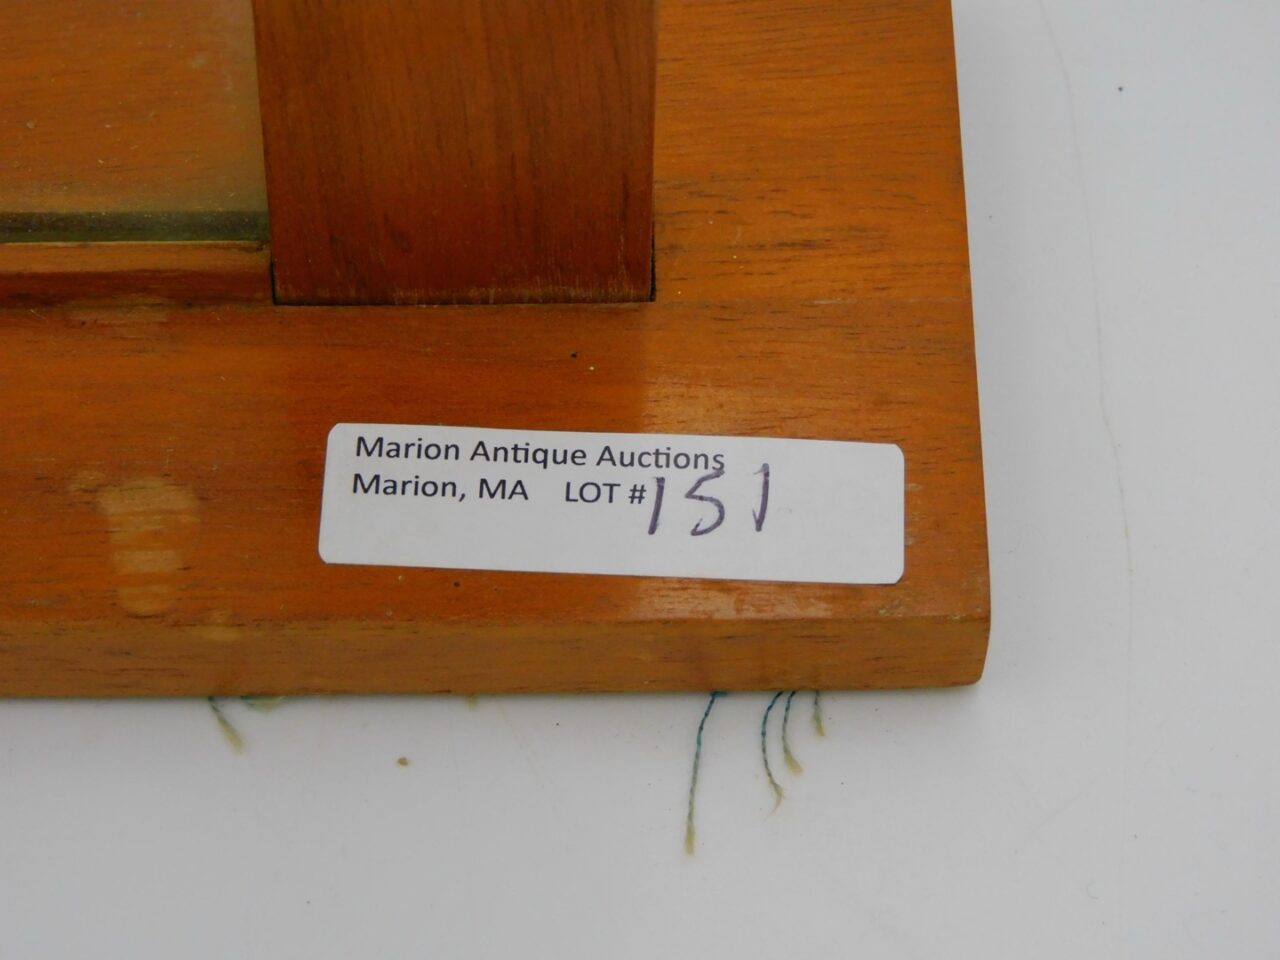 Marion Antique Auctions
Marion, MA LOT # 151